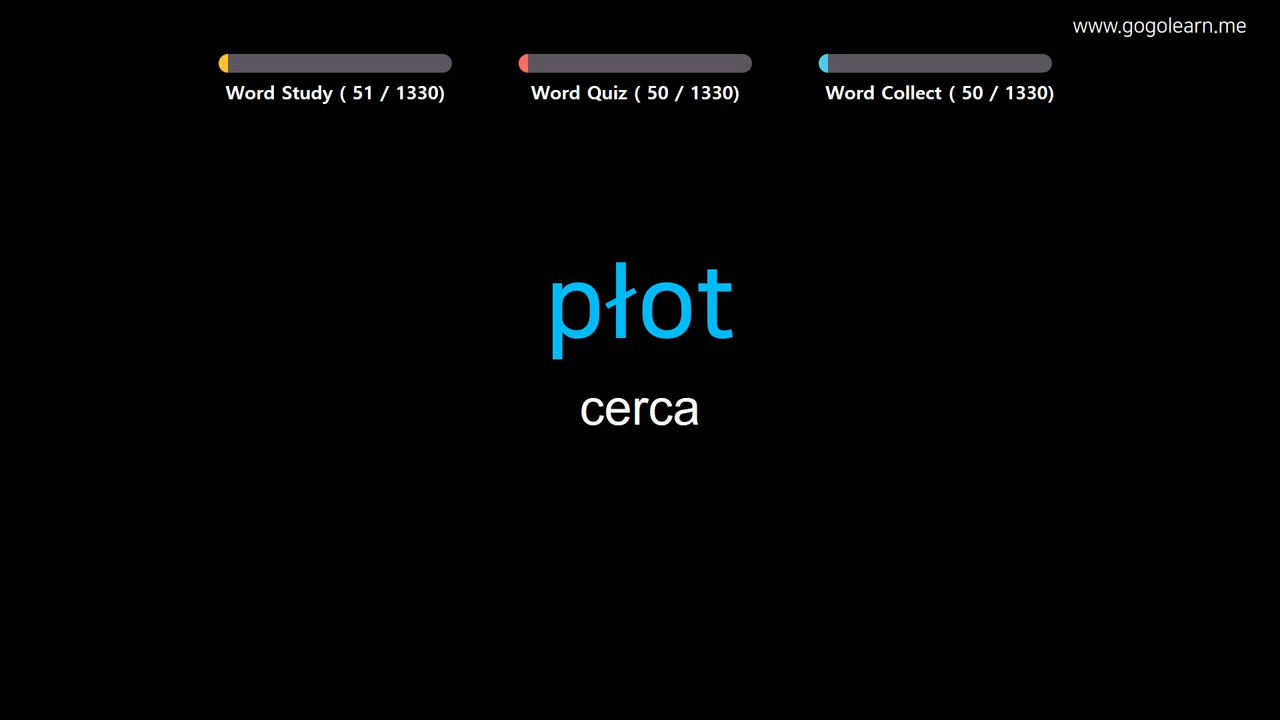 www.gogolearn.me
Word Study ( 51 / 1330)
Word Quiz ( 50 / 1330)
Word Collect ( 50 / 1330)
płot
cerca